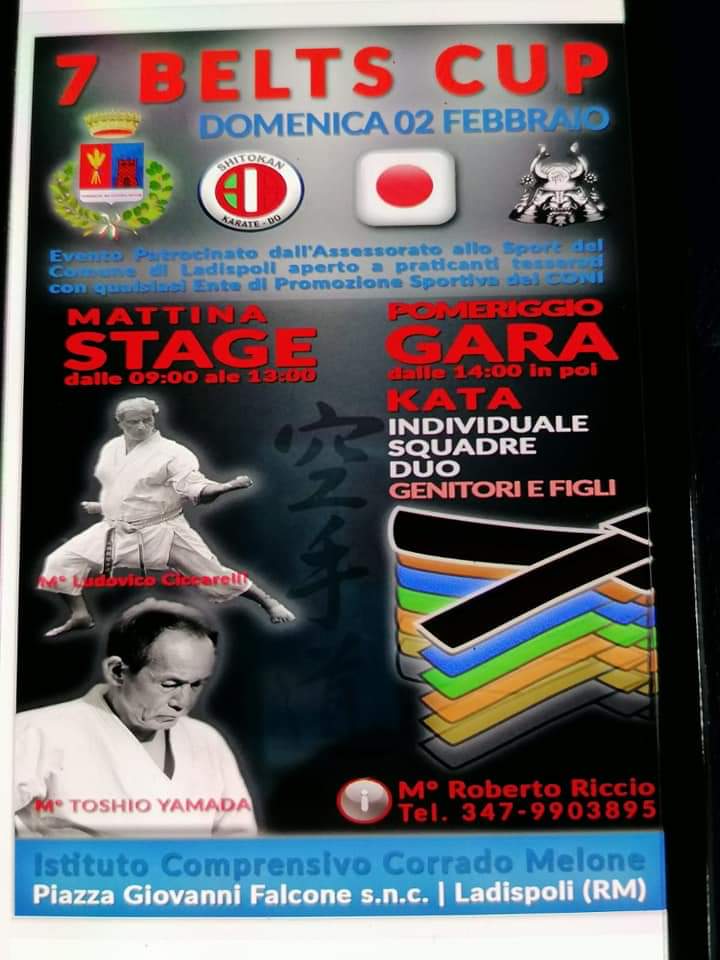 7 BELTS CUP
DOMENICA 02 FEBBRAIO
SHITOKAN
KARATE - DO
Evento Patrocinato dall'Assessorato allo Sport del
Comune di Ladispoli aperto a praticanti tesserati
con qualsiasi Ente di Promozione Sportiva del CONI
MATTINA
STAGE
dalle 09:00 ale 13:00
POMERIGGIO
GARA
dalle 14:00 in poi
KATA
INDIVIDUALE
SQUADRE
DUO
GENITORI E FIGLI
空手道
M° Ludovico Ciccarelli
M° TOSHIO YAMADA
i
M° Roberto Riccio
Tel. 347-9903895
Istituto Comprensivo Corrado Melone
Piazza Giovanni Falcone s.n.c. | Ladispoli (RM)